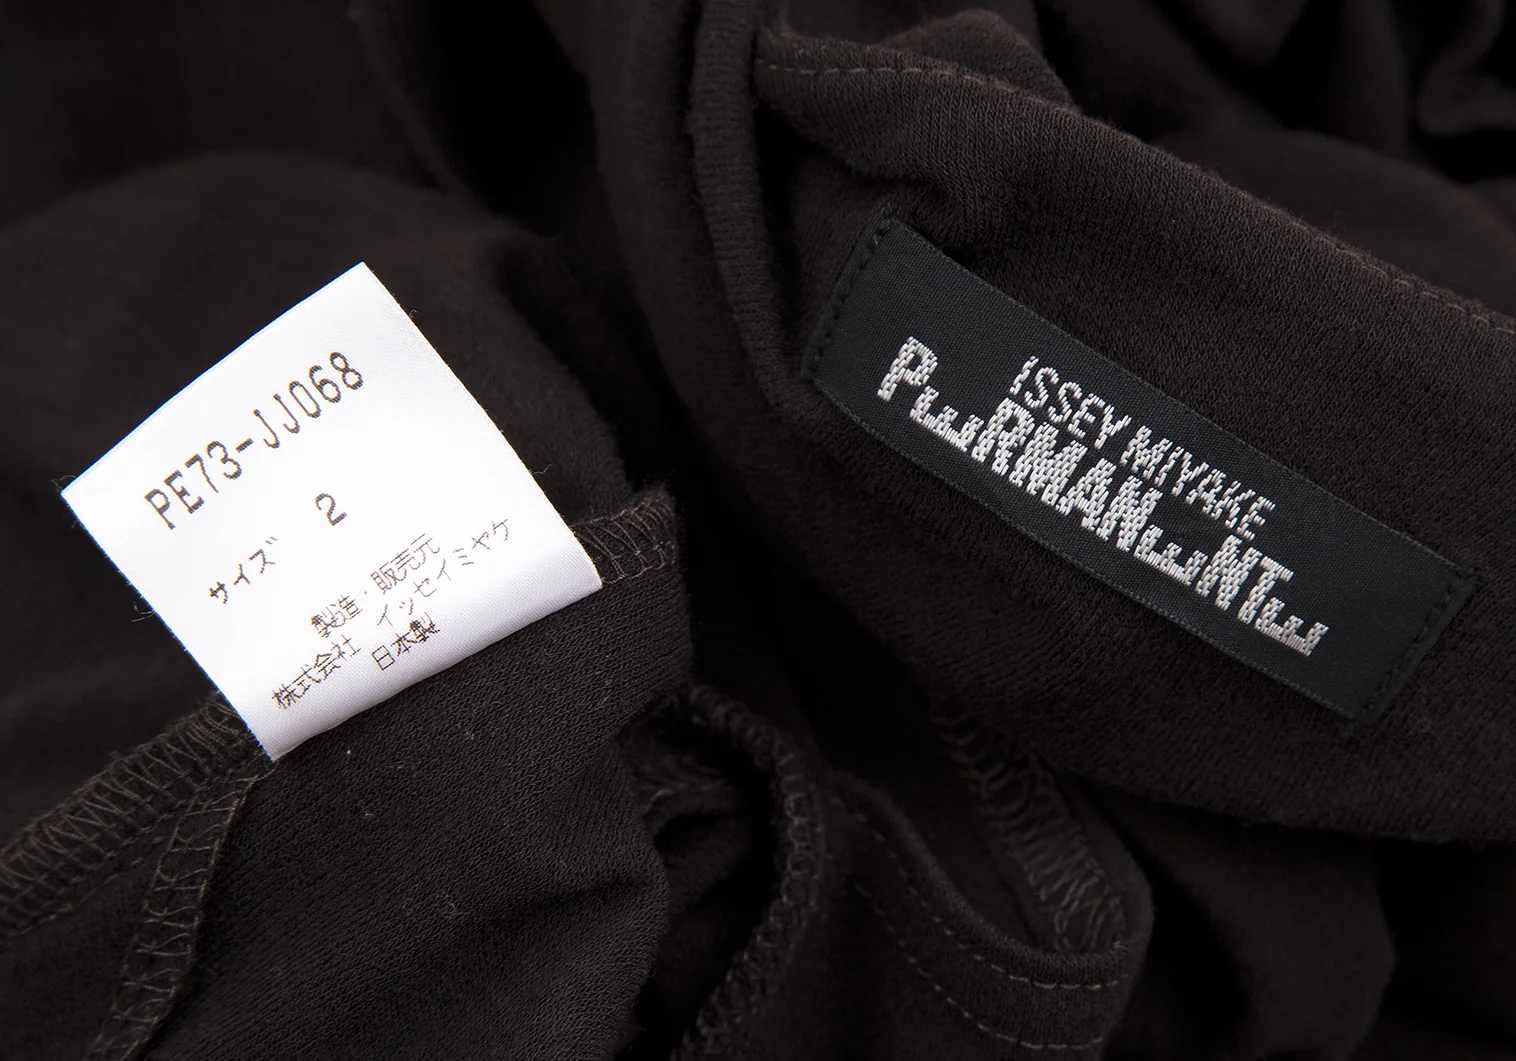 PE73-JJ068
サイズ 2
製造・販売元
株式会社 イッセイミヤケ
日本製
ISSEY MIYAKE
PERMANENTE